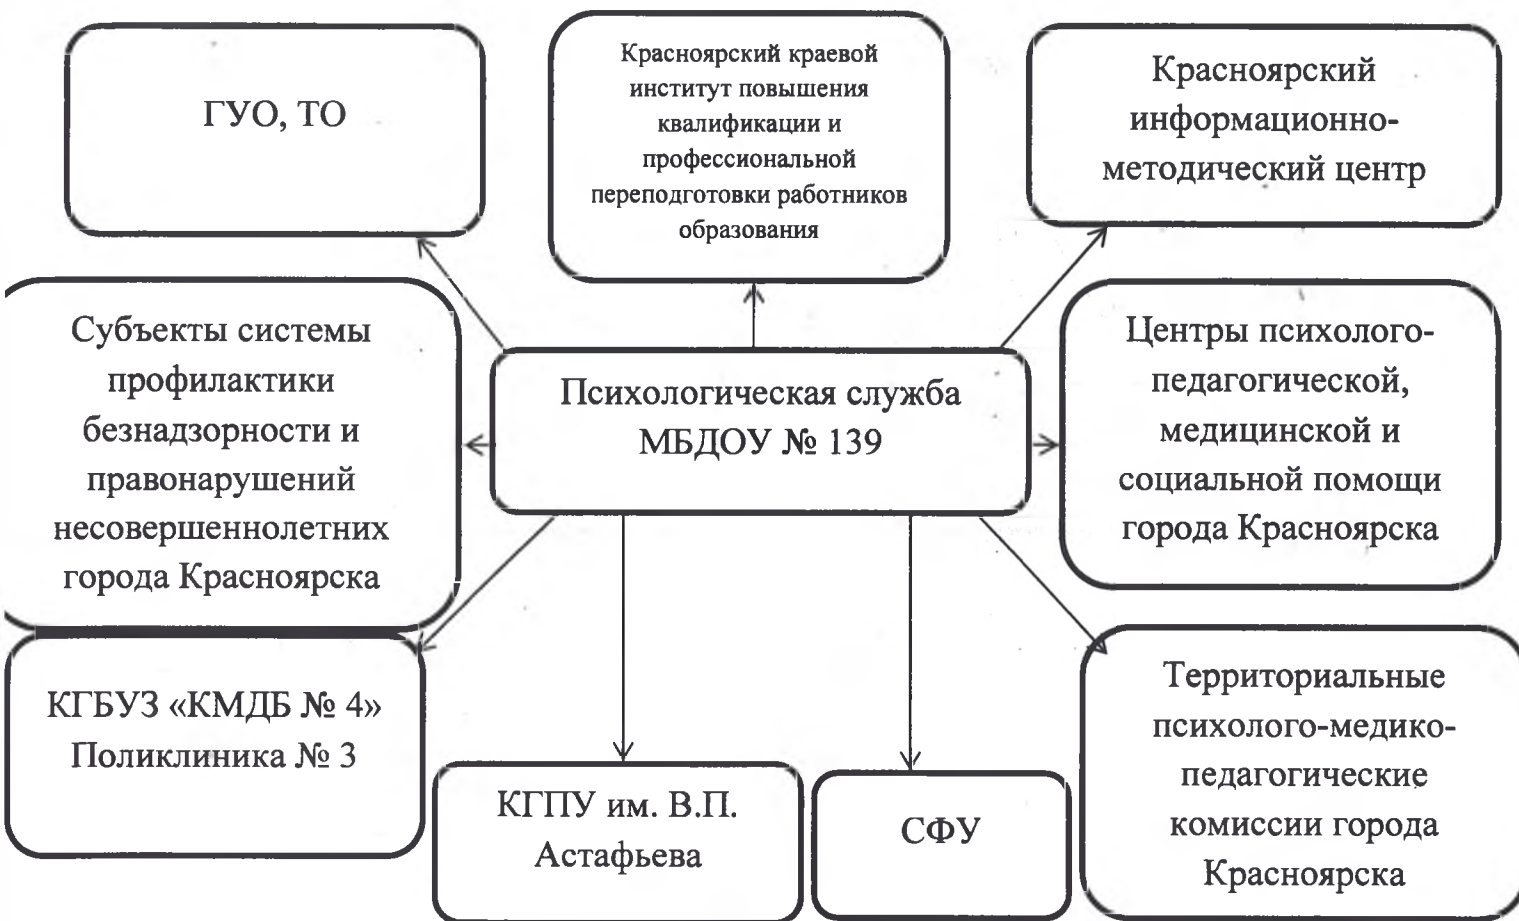 ГУО, ТО
Красноярский краевой
институт повышения
квалификации и
профессиональной
переподготовки работников
образования
Красноярский
информационно-
методический центр
Субъекты системы
профилактики
безнадзорности и
правонарушений
несовершеннолетних
города Красноярска
Психологическая служба
МБДОУ № 139
Центры психолого-
педагогической,
медицинской и
социальной помощи
города Красноярска
КГБУЗ «КМДБ № 4»
Поликлиника № 3
КГПУ им. В.П.
Астафьева
СФУ
Территориальные
психолого-медико-
педагогические
комиссии города
Красноярска